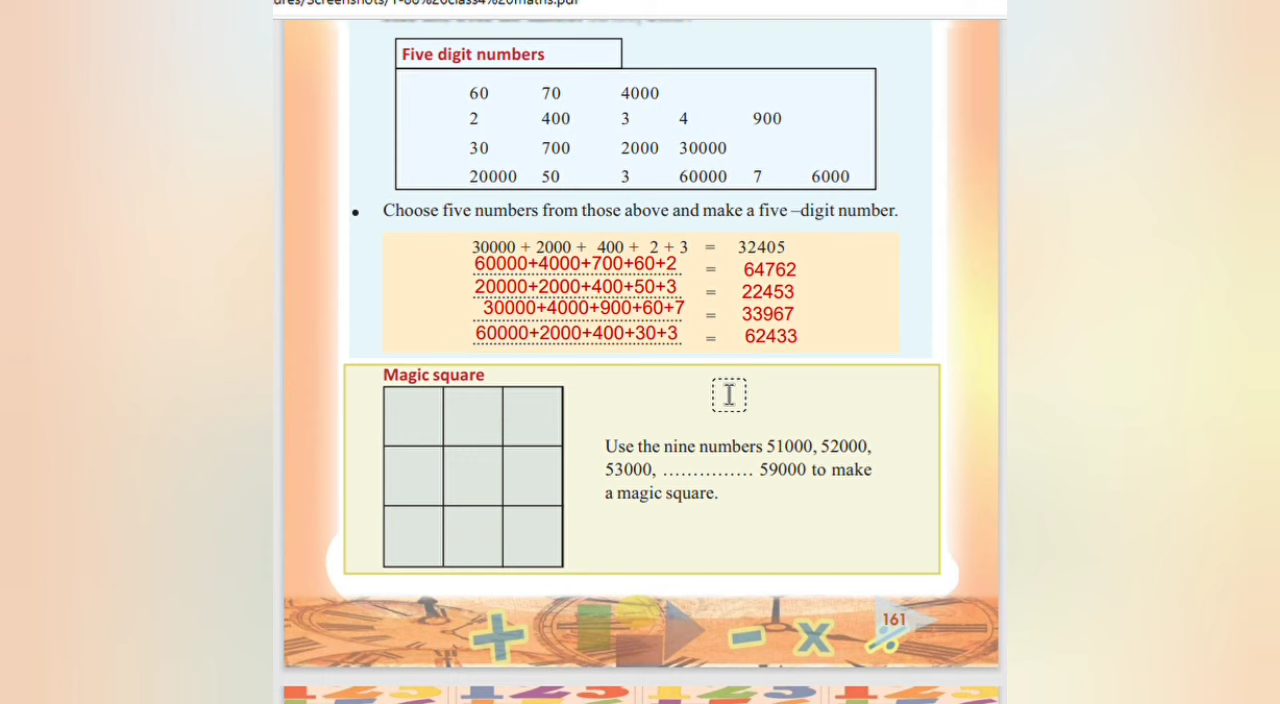 Five digit numbers
60 70 4000
2 400 3 4 900
30 700 2000 30000
20000 50 3 60000 7 6000
• Choose five numbers from those above and make a five –digit number.
30000 + 2000 + 400 + 2 + 3 = 32405
60000+4000+700+60+2 = 64762
20000+2000+400+50+3 = 22453
30000+4000+900+60+7 = 33967
60000+2000+400+30+3 = 62433
Magic square
Use the nine numbers 51000, 52000,
53000, ............... 59000 to make
a magic square.
161